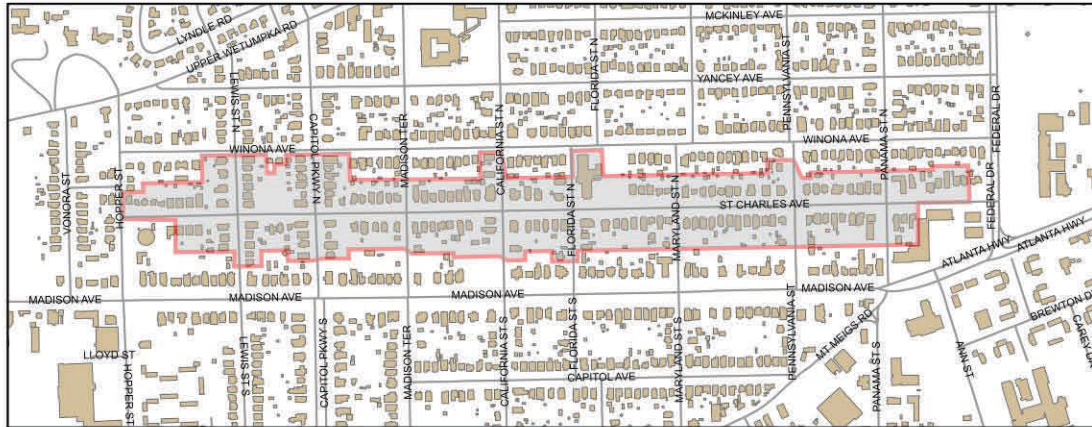 MCKINLEY AVE
LYNDLE RD
UPPER WETUMPKA RD
YANCEY AVE
LEWIS ST N
CAPITOL PKWY N
MADISON TER
CALIFORNIA ST N
FLORIDA ST N
PENNSYLVANIA ST
PANAMA ST N
FEDERAL DR
WINONA AVE
WINONA AVE
VONORA ST
HOPPER ST
ST CHARLES AVE
FLORIDA ST N
MARYLAND ST N
FEDERAL DR
ATLANTA HWY
ATLANTA HWY
MADISON AVE
MADISON AVE
MADISON AVE
MADISON AVE
LLOYD ST
HOPPER ST
LEWIS ST S
CAPITOL PKWY S
MADISON TER
CALIFORNIA ST S
FLORIDA ST S
MARYLAND ST S
PENNSYLVANIA ST
CAPITOL AVE
MT MEIGS RD
PANAMA ST S
ANN ST
BREWTON D